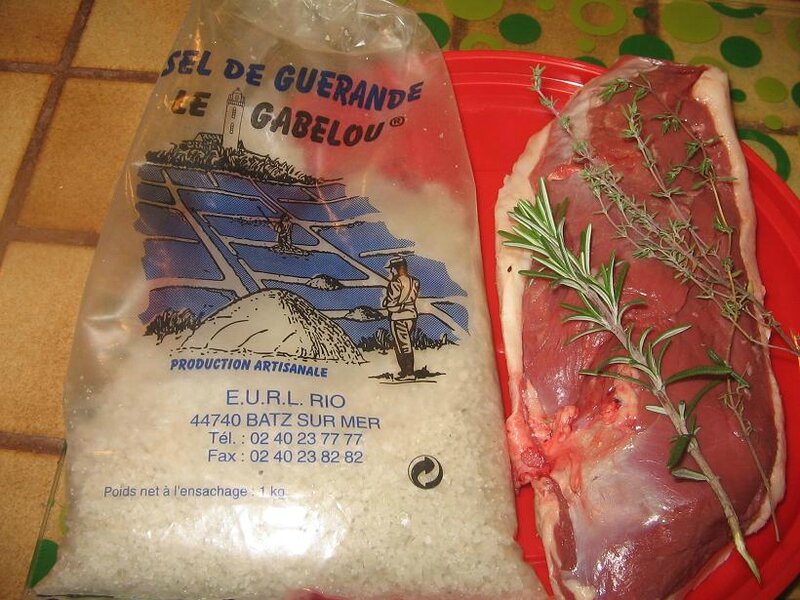 SEL DE GUERANDE
LE GABELOU®
PRODUCTION ARTISANALE
E.U.R.L. RIO
44740 BATZ SUR MER
Tél. : 02 40 23 77 77
Fax : 02 40 23 82 82
Poids net à l'ensachage : 1 kg